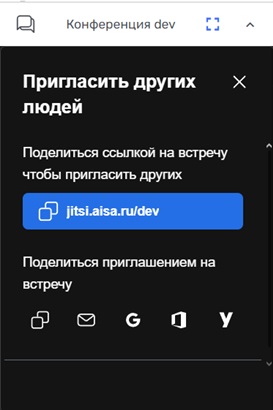 Конференция dev
Пригласить других
людей
Поделиться ссылкой на встречу
чтобы пригласить других
jitsi.aisa.ru/dev
Поделиться приглашением на
встречу